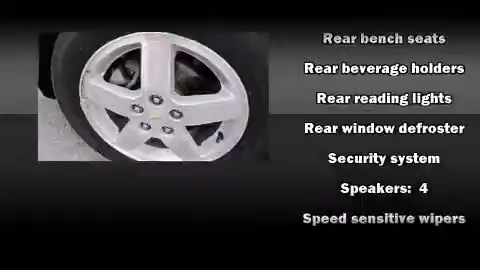 Rear bench seats
Rear beverage holders
Rear reading lights
Rear window defroster
Security system
Speakers:  4
Speed sensitive wipers